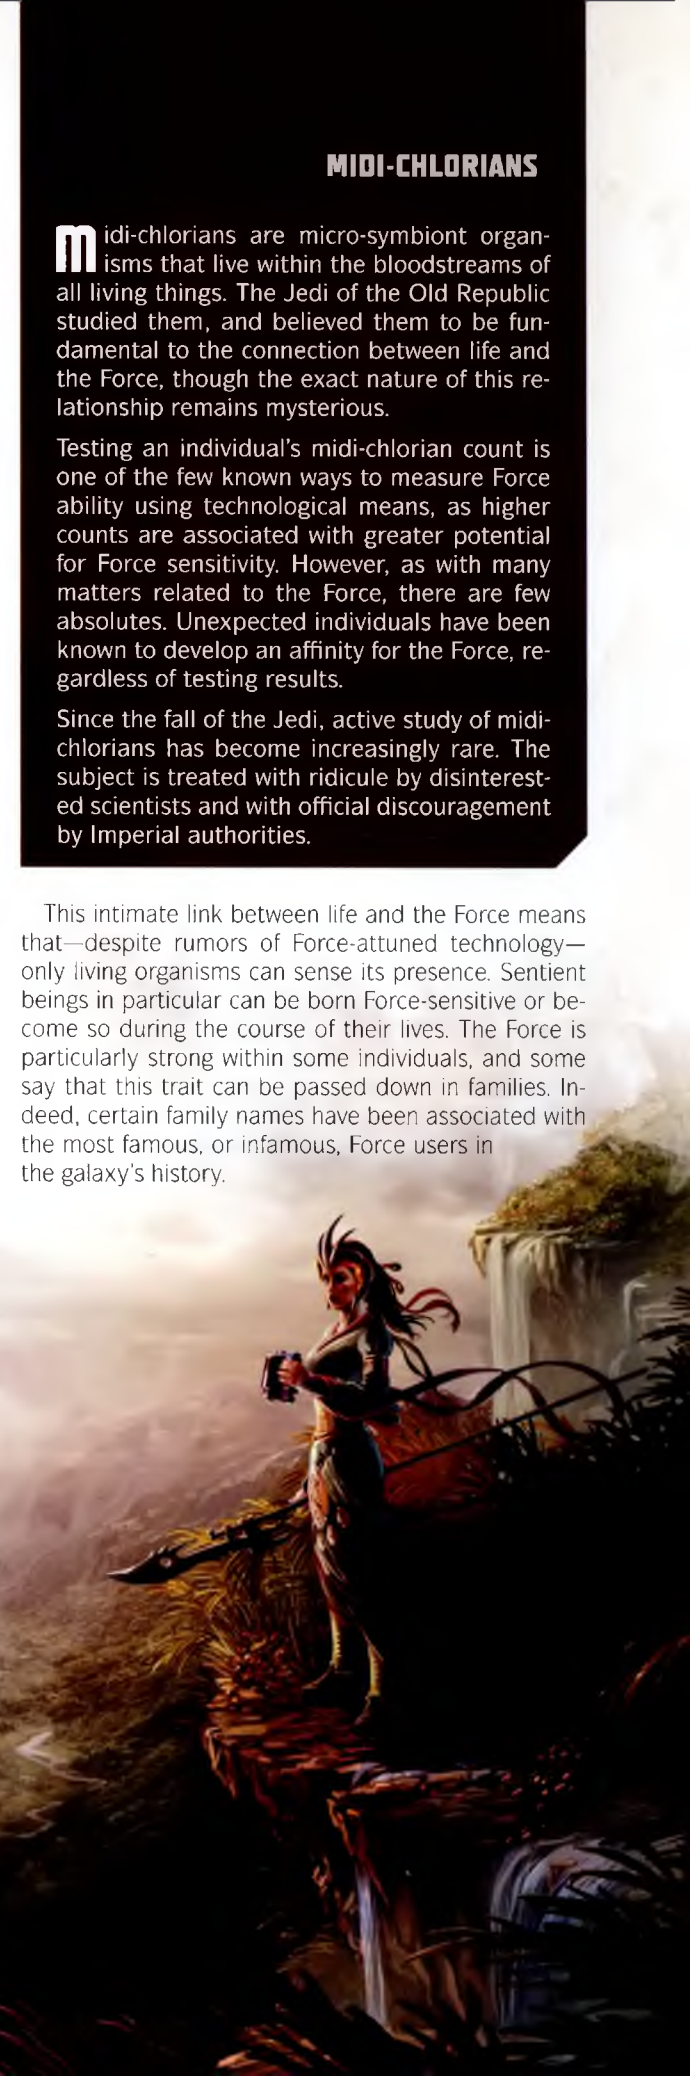 MIDI-CHLORIANS
Midi-chlorians are micro-symbiont organ-
isms that live within the bloodstreams of
all living things. The Jedi of the Old Republic
studied them, and believed them to be fun-
damental to the connection between life and
the Force, though the exact nature of this re-
lationship remains mysterious.
Testing an individual's midi-chlorian count is
one of the few known ways to measure Force
ability using technological means, as higher
counts are associated with greater potential
for Force sensitivity. However, as with many
matters related to the Force, there are few
absolutes. Unexpected individuals have been
known to develop an affinity for the Force, re-
gardless of testing results.
Since the fall of the Jedi, active study of midi-
chlorians has become increasingly rare. The
subject is treated with ridicule by disinterest-
ed scientists and with official discouragement
by Imperial authorities.
This intimate link between life and the Force means
that—despite rumors of Force-attuned technology—
only living organisms can sense its presence. Sentient
beings in particular can be born Force-sensitive or be-
come so during the course of their lives. The Force is
particularly strong within some individuals, and some
say that this trait can be passed down in families. In-
deed, certain family names have been associated with
the most famous, or infamous, Force users in
the galaxy's history.